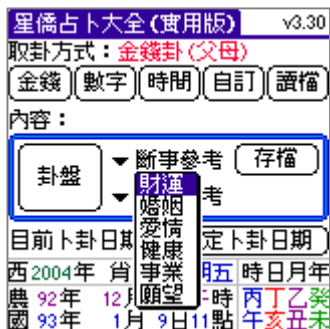 星僑占卜大全(實用版) v3.30
取卦方式：金錢卦(父母)
金錢 數字 時間 自訂 讀檔
內容：
卦盤 ▼ 斷事參考 存檔
▼ 考
財運
婚姻
愛情
健康
事業
願望
目前卜卦日期 定卜卦日期
西2004年 肖 五 時日月年
農 92年 12月 時 丙丁乙癸
國 93年 1月 9日11點 午亥丑未